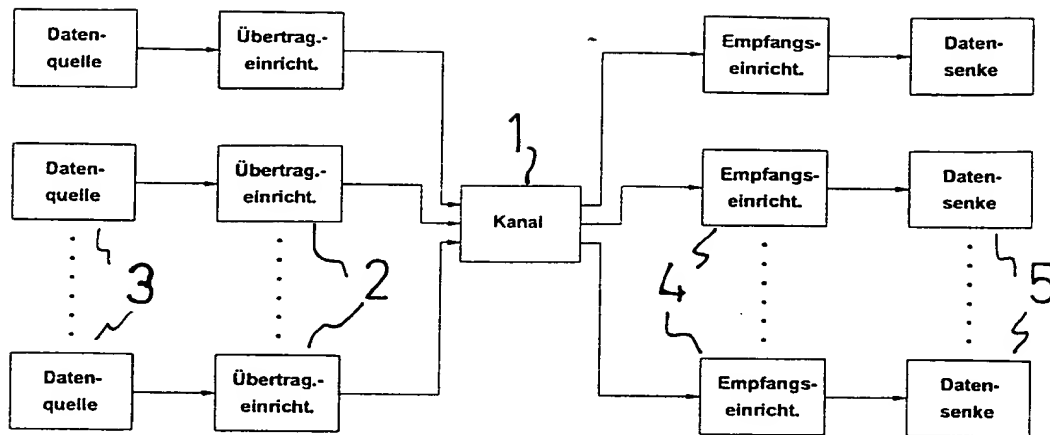 Daten-
quelle
Übertrag.-
einricht.
Empfangs-
einricht.
Daten-
senke
1
Daten-
quelle
Übertrag.-
einricht.
Kanal
Empfangs-
einricht.
Daten-
senke
3
2
4
5
Daten-
quelle
Übertrag.-
einricht.
Empfangs-
einricht.
Daten-
senke